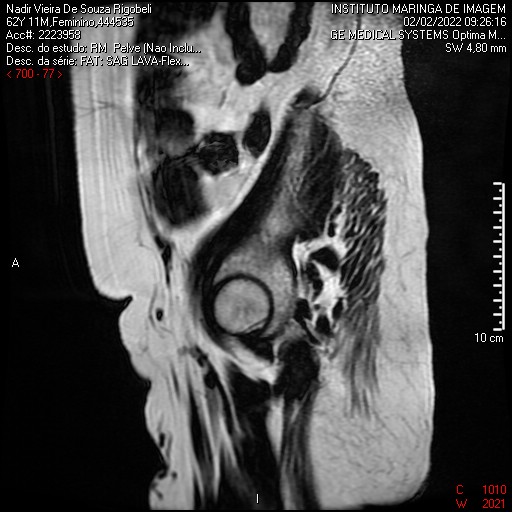 Nadir Vieira De Souza Rigobeli
62Y 11M,Feminino,444535
Acc#: 2223953
Desc. do estudo: RM Pelve (Nao Inclu...
Desc. da série: FAT: SAG LAVA-Flex...
< 700 - 77 >
INSTITUTO MARINGA DE IMAGEM
02/02/2022 09:26:16
GE MEDICAL SYSTEMS Optima M...
SW 4,80 mm
A
10 cm
I
C 1010
W 2021